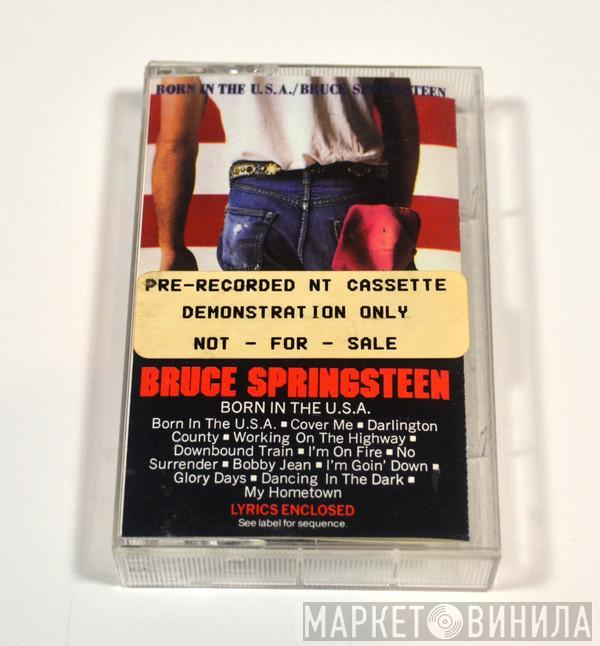 BORN IN THE U.S.A./BRUCE SPRINGSTEEN
PRE-RECORDED NT CASSETTE
DEMONSTRATION ONLY
NOT - FOR - SALE
BRUCE SPRINGSTEEN
BORN IN THE U.S.A.
Born In The U.S.A. ▪ Cover Me ▪ Darlington
County ▪ Working On The Highway ▪
Downbound Train ▪ I'm On Fire ▪ No
Surrender ▪ Bobby Jean ▪ I'm Goin' Down ▪
Glory Days ▪ Dancing In The Dark ▪
My Hometown
LYRICS ENCLOSED
See label for sequence.
МАРКЕТ ВИНИЛА